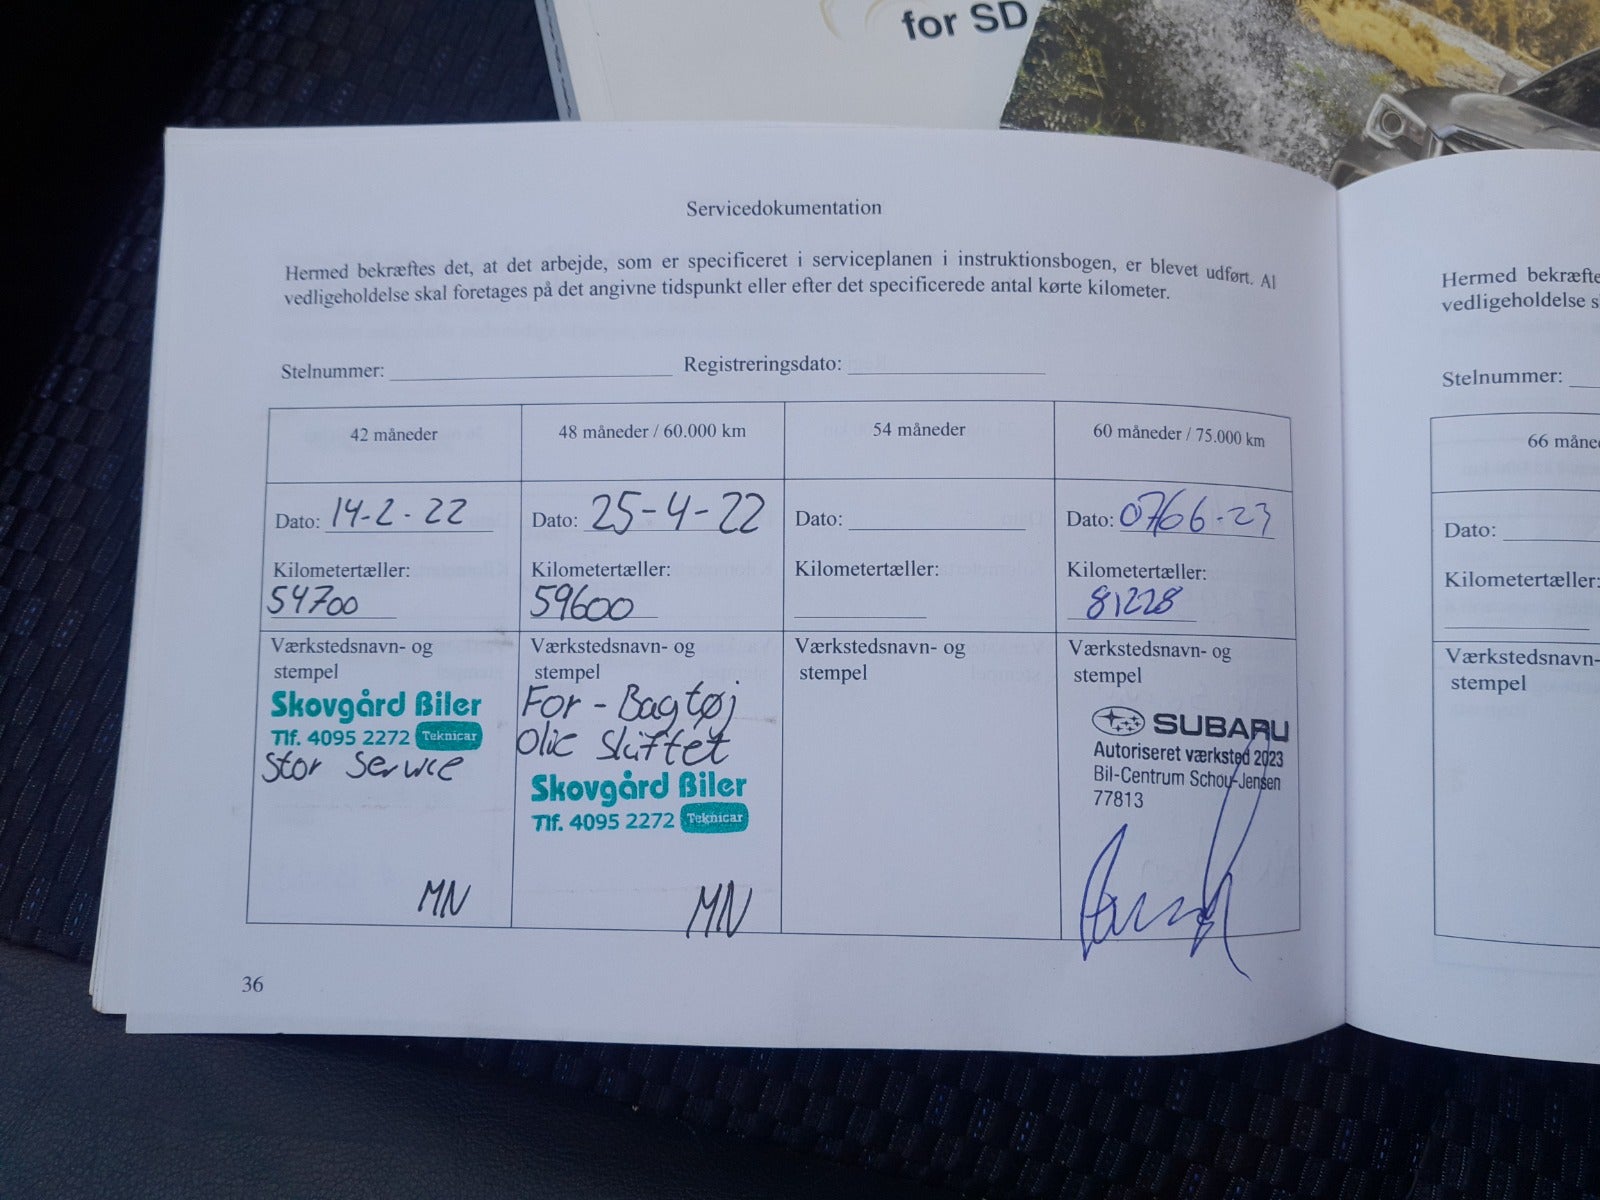 for SD
Servicedokumentation
Hermed bekræftes det, at det arbejde, som er specificeret i serviceplanen i instruktionsbogen, er blevet udført. Al
vedligeholdelse skal foretages på det angivne tidspunkt eller efter det specificerede antal kørte kilometer.
Stelnummer: Registreringsdato:
42 måneder
Dato: 14-2-22
Kilometertæller:
54700
Værkstedsnavn- og
stempel
Skovgård Biler
Tlf. 4095 2272 Teknicar
Stor Service
MN
48 måneder / 60.000 km
Dato: 25-4-22
Kilometertæller:
59600
Værkstedsnavn- og
stempel
For - Bagtøj
olie skiftet
Skovgård Biler
Tlf. 4095 2272 Teknicar
MN
54 måneder
Dato:
Kilometertæller:
Værkstedsnavn- og
stempel
60 måneder / 75.000 km
Dato:
Kilometertæller:
81228
Værkstedsnavn- og
stempel
SUBARU
Autoriseret værksted 2023
Bil-Centrum Schou-Jensen
77813
36
Hermed bekræfte
vedligeholdelse s
Stelnummer:
66 måne
Dato:
Kilometertæller:
Værkstedsnavn-
stempel